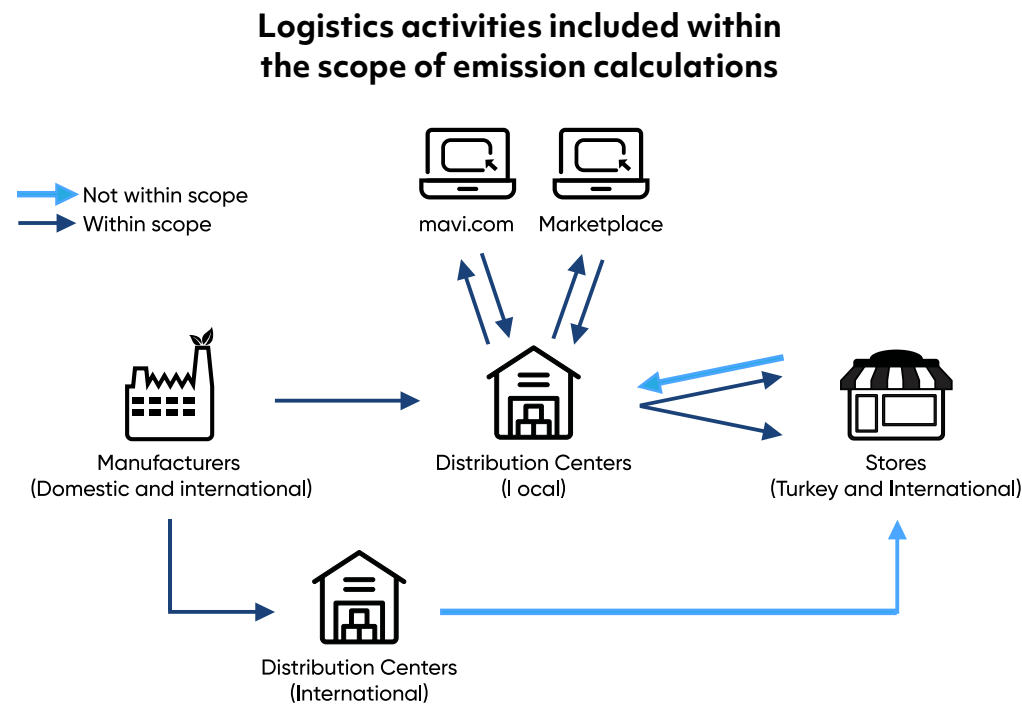 Logistics activities included within
the scope of emission calculations
Not within scope
Within scope
mavi.com
Marketplace
Manufacturers
(Domestic and international)
Distribution Centers
(l ocal)
Stores
(Turkey and International)
Distribution Centers
(International)